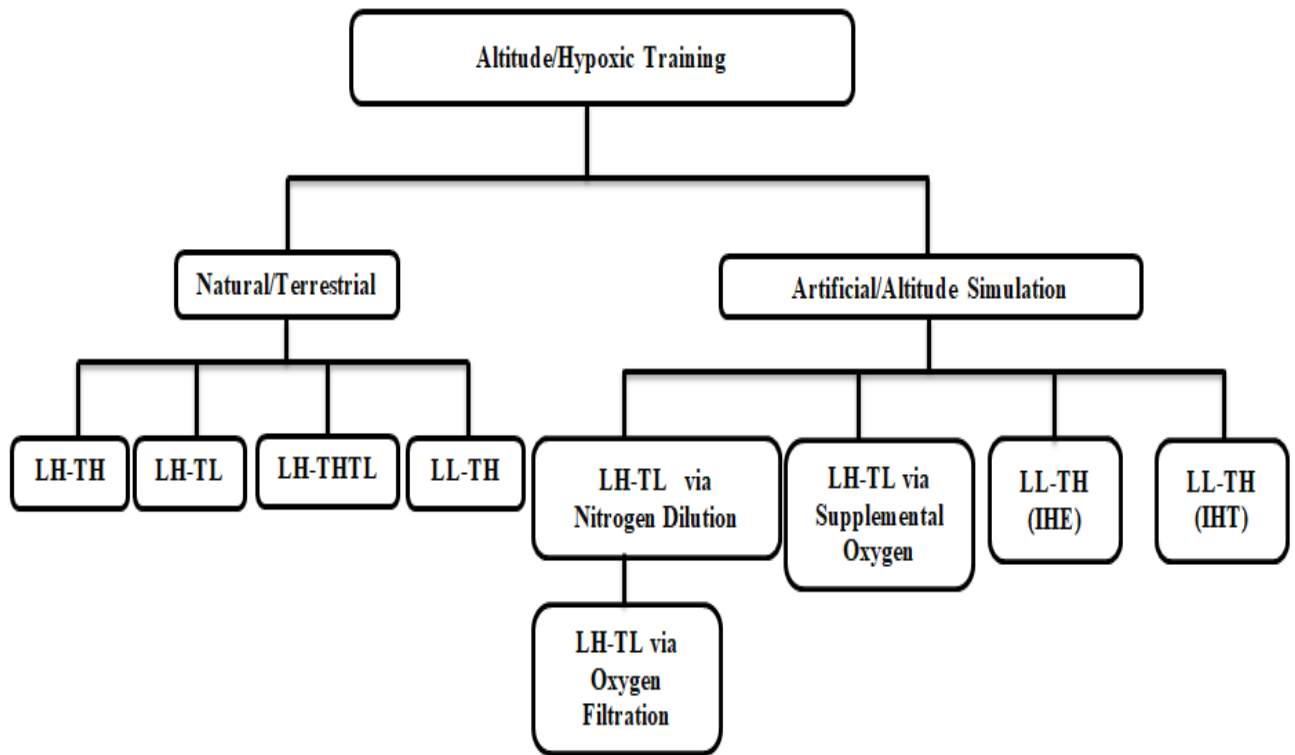 Altitude/Hypoxic Training
Natural/Terrestrial
Artificial/Altitude Simulation
LH-TH
LH-TL
LH-THTL
LL-TH
LH-TL via
Nitrogen Dilution
LH-TL via
Supplemental
Oxygen
LL-TH
(IHE)
LL-TH
(IHT)
LH-TL via
Oxygen
Filtration